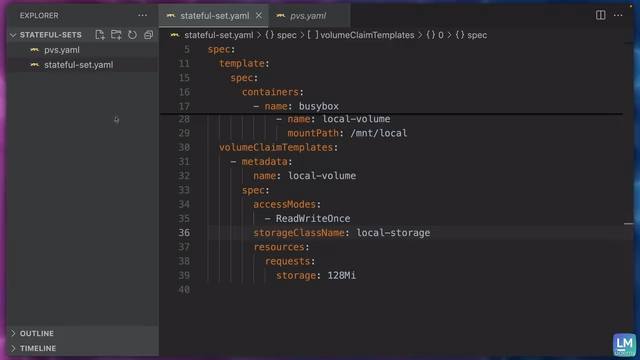 EXPLORER
STATEFUL-SETS
pvs.yaml
stateful-set.yaml
OUTLINE
TIMELINE
stateful-set.yaml
pvs.yaml
stateful-set.yaml > {} spec > [ ] volumeClaimTemplates > {} 0 > {} spec
5 spec:
11 template:
15 spec:
16 containers:
17 - name: busybox
28 - name: local-volume
29 mountPath: /mnt/local
30 volumeClaimTemplates:
31 - metadata:
32 name: local-volume
33 spec:
34 accessModes:
35 - ReadWriteOnce
36 storageClassName: local-storage
37 resources:
38 requests:
39 storage: 128Mi
40
LM